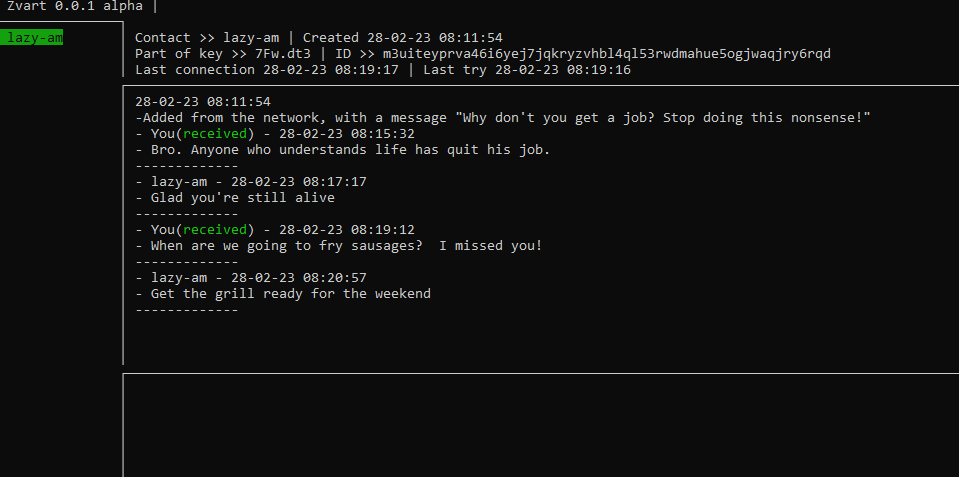 Zvart 0.0.1 alpha |
lazy-am
Contact >> lazy-am | Created 28-02-23 08:11:54
Part of key >> 7Fw.dt3 | ID >> m3uiteyprva46i6yej7jqkryzvhbl4ql53rwdmahue5ogjwaqjry6rqd
Last connection 28-02-23 08:19:17 | Last try 28-02-23 08:19:16
28-02-23 08:11:54
-Added from the network, with a message "Why don't you get a job? Stop doing this nonsense!"
- You(received) - 28-02-23 08:15:32
- Bro. Anyone who understands life has quit his job.
-------------
- lazy-am - 28-02-23 08:17:17
- Glad you're still alive
-------------
- You(received) - 28-02-23 08:19:12
- When are we going to fry sausages?  I missed you!
-------------
- lazy-am - 28-02-23 08:20:57
- Get the grill ready for the weekend
-------------